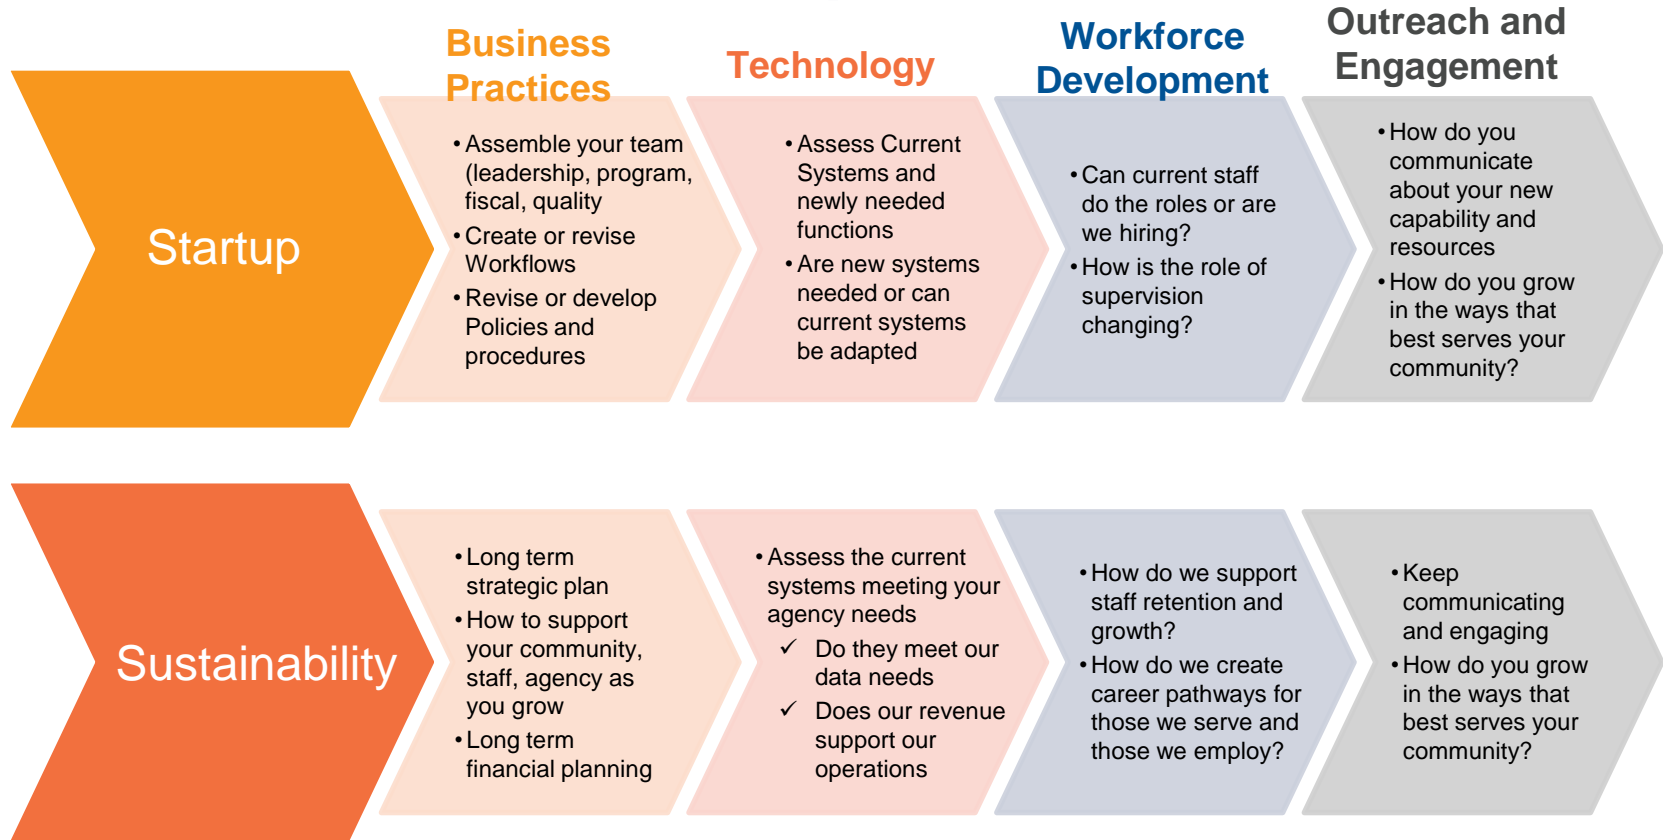 Business
Practices
Technology
Workforce
Development
Outreach and
Engagement
Startup
• Assemble your team
(leadership, program,
fiscal, quality
• Create or revise
Workflows
• Revise or develop
Policies and
procedures
• Assess Current
Systems and
newly needed
functions
• Are new systems
needed or can
current systems
be adapted
• Can current staff
do the roles or are
we hiring?
• How is the role of
supervision
changing?
• How do you
communicate
about your new
capability and
resources
• How do you grow
in the ways that
best serves your
community?
Sustainability
• Long term
strategic plan
• How to support
your community,
staff, agency as
you grow
• Long term
financial planning
• Assess the current
systems meeting your
agency needs
✓ Do they meet our
data needs
✓ Does our revenue
support our
operations
• How do we support
staff retention and
growth?
• How do we create
career pathways for
those we serve and
those we employ?
• Keep
communicating
and engaging
• How do you grow
in the ways that
best serves your
community?